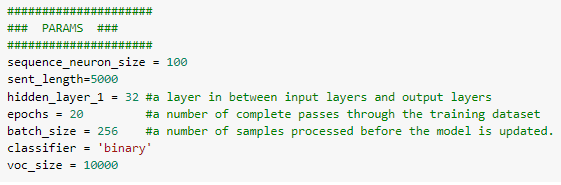 #####################
###  PARAMS  ###
#####################
sequence_neuron_size = 100
sent_length=5000
hidden_layer_1 = 32 #a layer in between input layers and output layers
epochs = 20         #a number of complete passes through the training dataset
batch_size = 256    #a number of samples processed before the model is updated.
classifier = 'binary'
voc_size = 10000